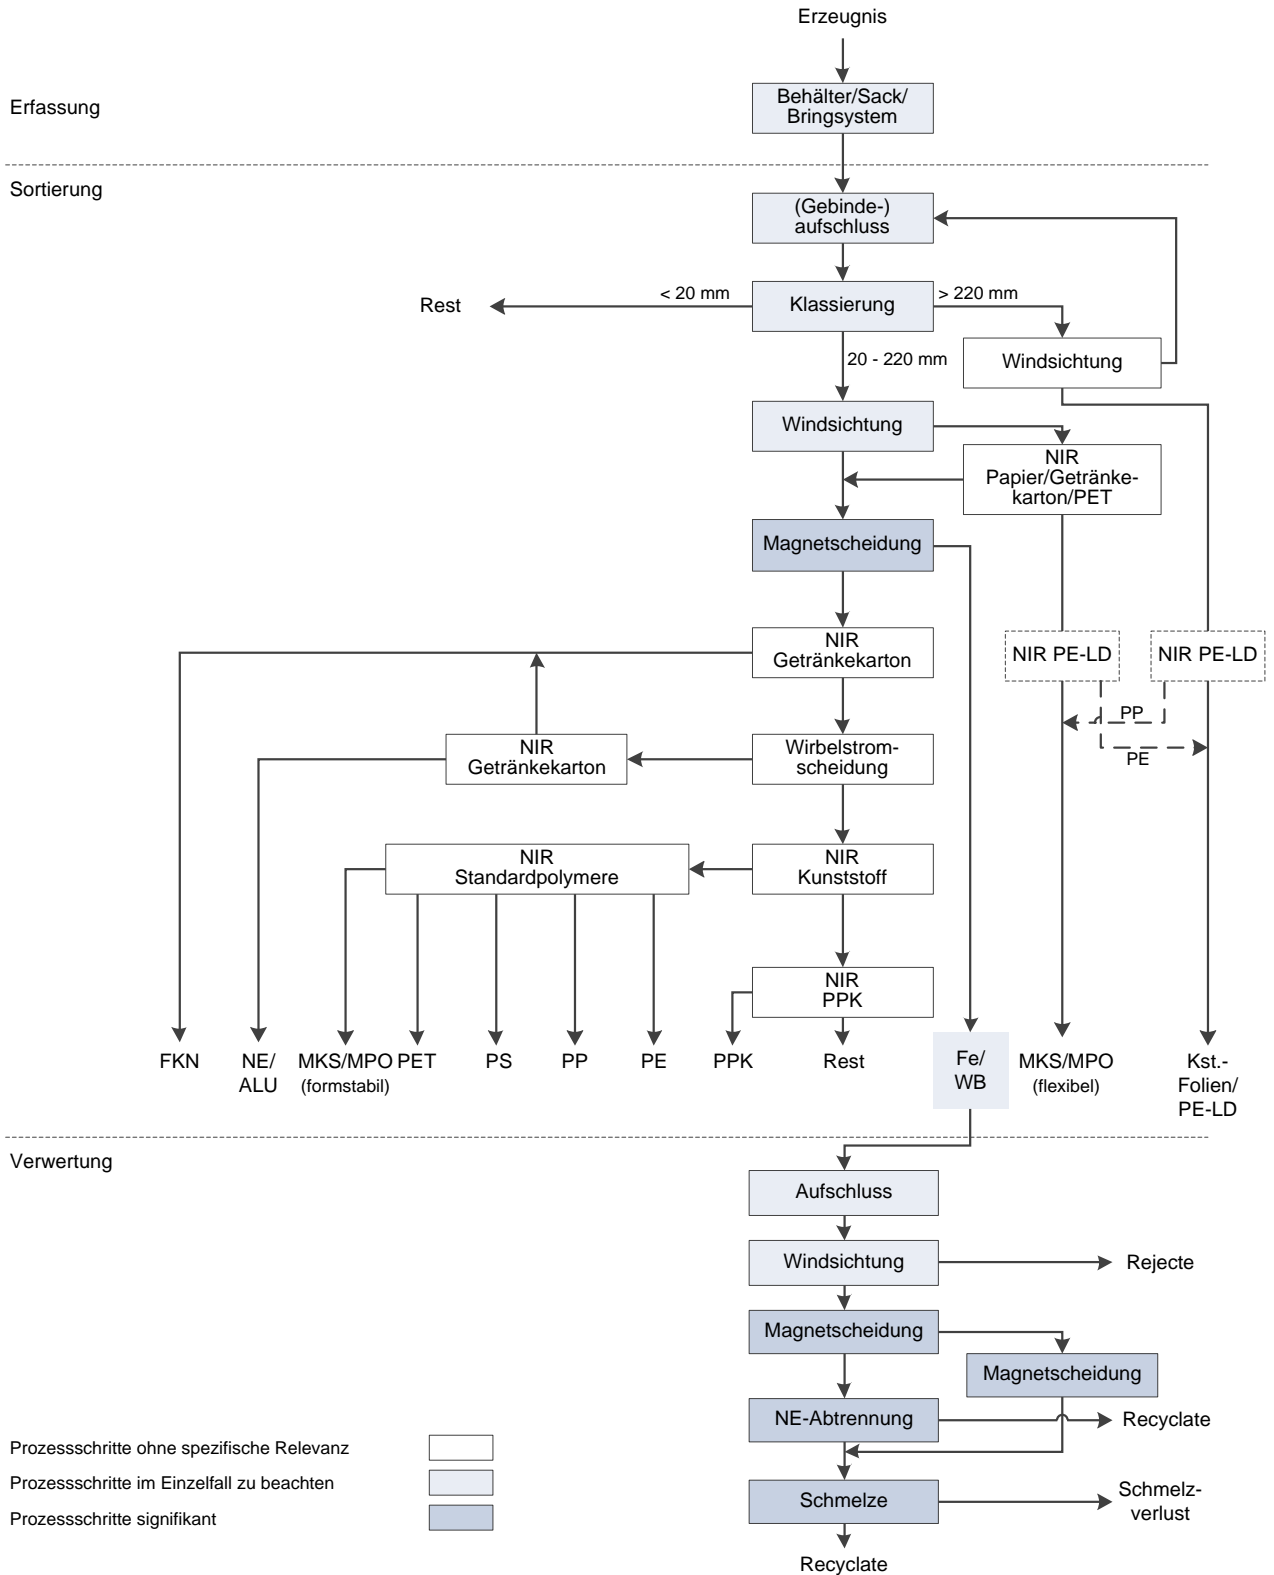 Erzeugnis
Erfassung
Behälter/Sack/
Bringsystem
Sortierung
(Gebinde-)
aufschluss
Rest
< 20 mm
Klassierung
> 220 mm
20 - 220 mm
Windsichtung
Windsichtung
NIR
Papier/Getränke-
karton/PET
Magnetscheidung
NIR
Getränkekarton
NIR PE-LD
NIR PE-LD
PP
PE
NIR
Getränkekarton
Wirbelstrom-
scheidung
NIR
Standardpolymere
NIR
Kunststoff
NIR
PPK
FKN
NE/
ALU
MKS/MPO
(formstabil)
PET
PS
PP
PE
PPK
Rest
Fe/
WB
MKS/MPO
(flexibel)
Kst.-
Folien/
PE-LD
Verwertung
Aufschluss
Windsichtung
Rejecte
Magnetscheidung
Magnetscheidung
NE-Abtrennung
Recyclate
Schmelze
Schmelz-
verlust
Recyclate
Prozessschritte ohne spezifische Relevanz
Prozessschritte im Einzelfall zu beachten
Prozessschritte signifikant